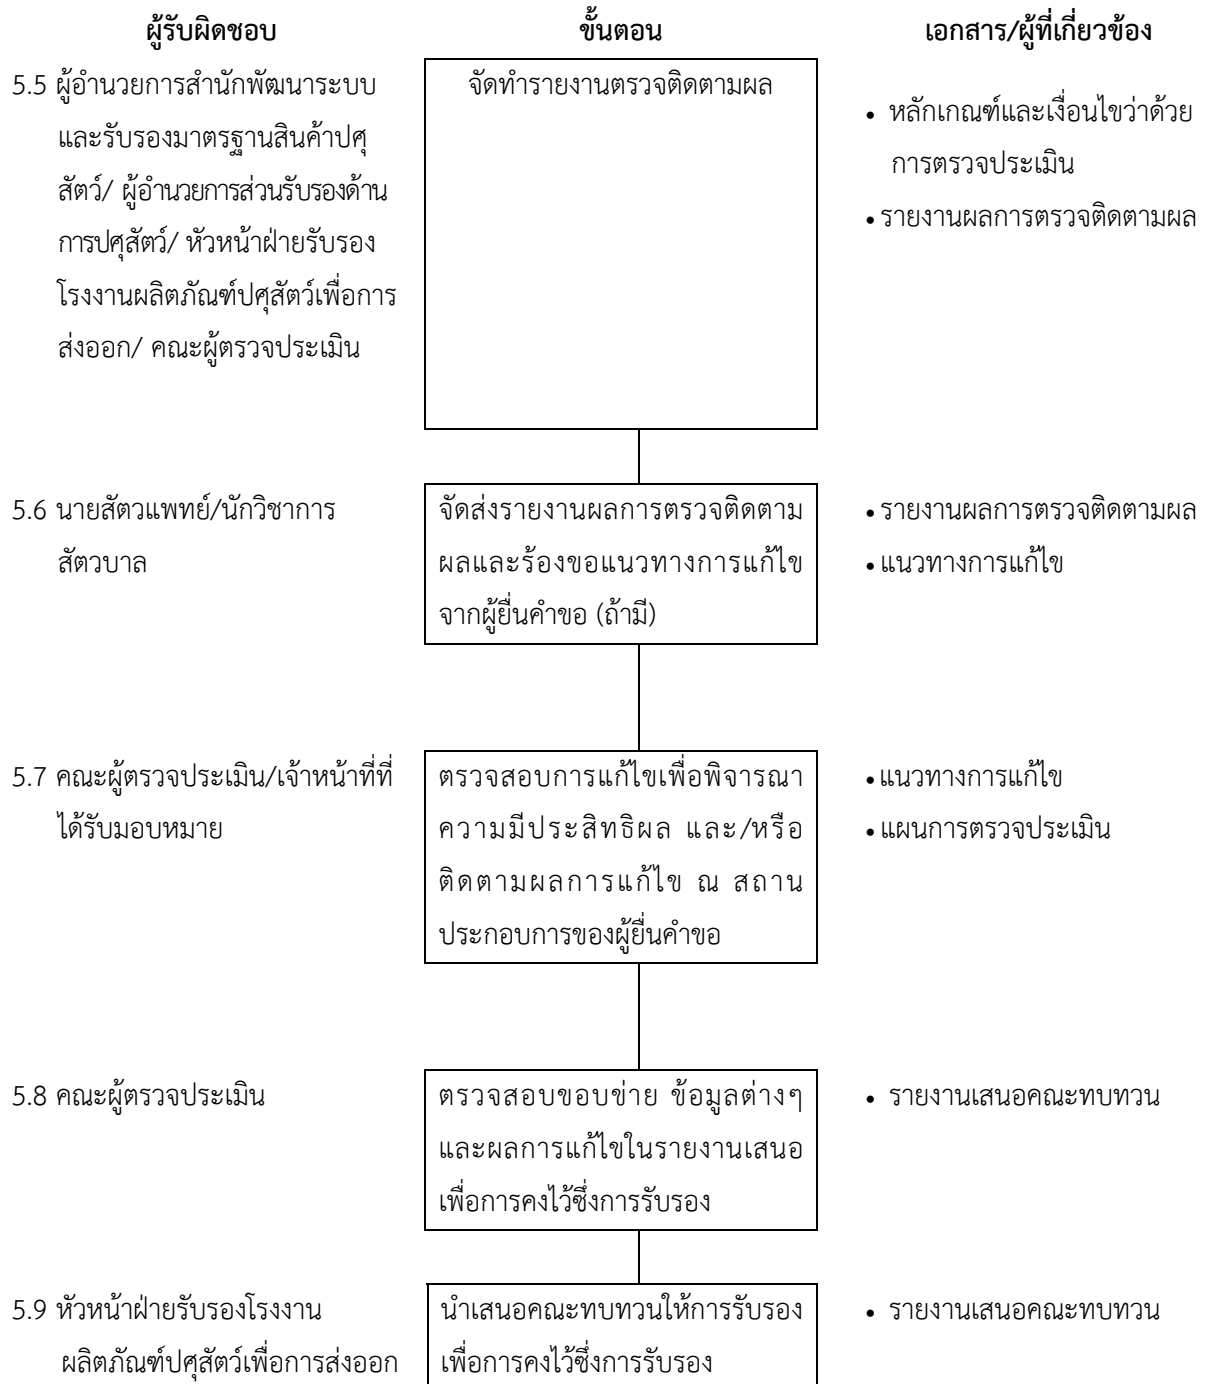 ผู้รับผิดชอบ
ขั้นตอน
เอกสาร/ผู้ที่เกี่ยวข้อง
5.5 ผู้อำนวยการสำนักพัฒนาระบบ
และรับรองมาตรฐานสินค้าปศุ
สัตว์/ ผู้อำนวยการส่วนรับรองด้าน
การปศุสัตว์/ หัวหน้าฝ่ายรับรอง
โรงงานผลิตภัณฑ์ปศุสัตว์เพื่อการ
ส่งออก/ คณะผู้ตรวจประเมิน
จัดทำรายงานตรวจติดตามผล
• หลักเกณฑ์และเงื่อนไขว่าด้วย
การตรวจประเมิน
• รายงานผลการตรวจติดตามผล
5.6 นายสัตวแพทย์/นักวิชาการ
สัตวบาล
จัดส่งรายงานผลการตรวจติดตาม
ผลและร้องขอแนวทางการแก้ไข
จากผู้ยื่นคำขอ (ถ้ามี)
• รายงานผลการตรวจติดตามผล
• แนวทางการแก้ไข
5.7 คณะผู้ตรวจประเมิน/เจ้าหน้าที่ที่
ได้รับมอบหมาย
ตรวจสอบการแก้ไขเพื่อพิจารณา
ความมีประสิทธิผล และ/หรือ
ติดตามผลการแก้ไข ณ สถาน
ประกอบการของผู้ยื่นคำขอ
• แนวทางการแก้ไข
• แผนการตรวจประเมิน
5.8 คณะผู้ตรวจประเมิน
ตรวจสอบขอบข่าย ข้อมูลต่างๆ
และผลการแก้ไขในรายงานเสนอ
เพื่อการคงไว้ซึ่งการรับรอง
• รายงานเสนอคณะทบทวน
5.9 หัวหน้าฝ่ายรับรองโรงงาน
ผลิตภัณฑ์ปศุสัตว์เพื่อการส่งออก
นำเสนอคณะทบทวนให้การรับรอง
เพื่อการคงไว้ซึ่งการรับรอง
• รายงานเสนอคณะทบทวน